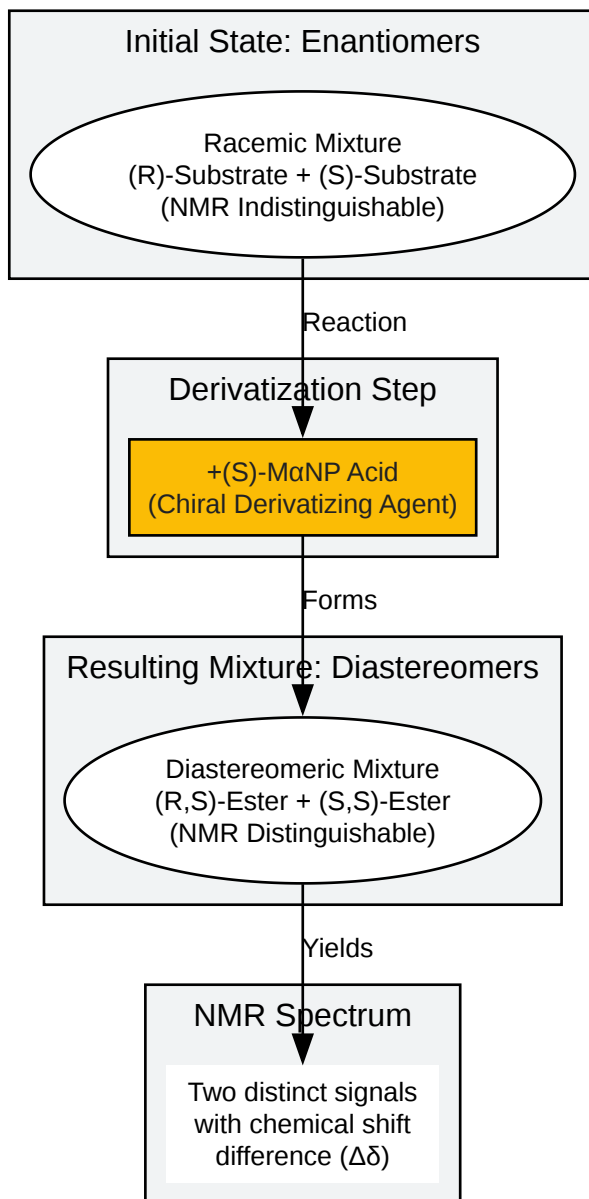 Initial State: Enantiomers
Racemic Mixture
(R)-Substrate + (S)-Substrate
(NMR Indistinguishable)
Reaction
Derivatization Step
+(S)-MαNP Acid
(Chiral Derivatizing Agent)
Forms
Resulting Mixture: Diastereomers
Diastereomeric Mixture
(R,S)-Ester + (S,S)-Ester
(NMR Distinguishable)
Yields
NMR Spectrum
Two distinct signals
with chemical shift
difference (Δδ)